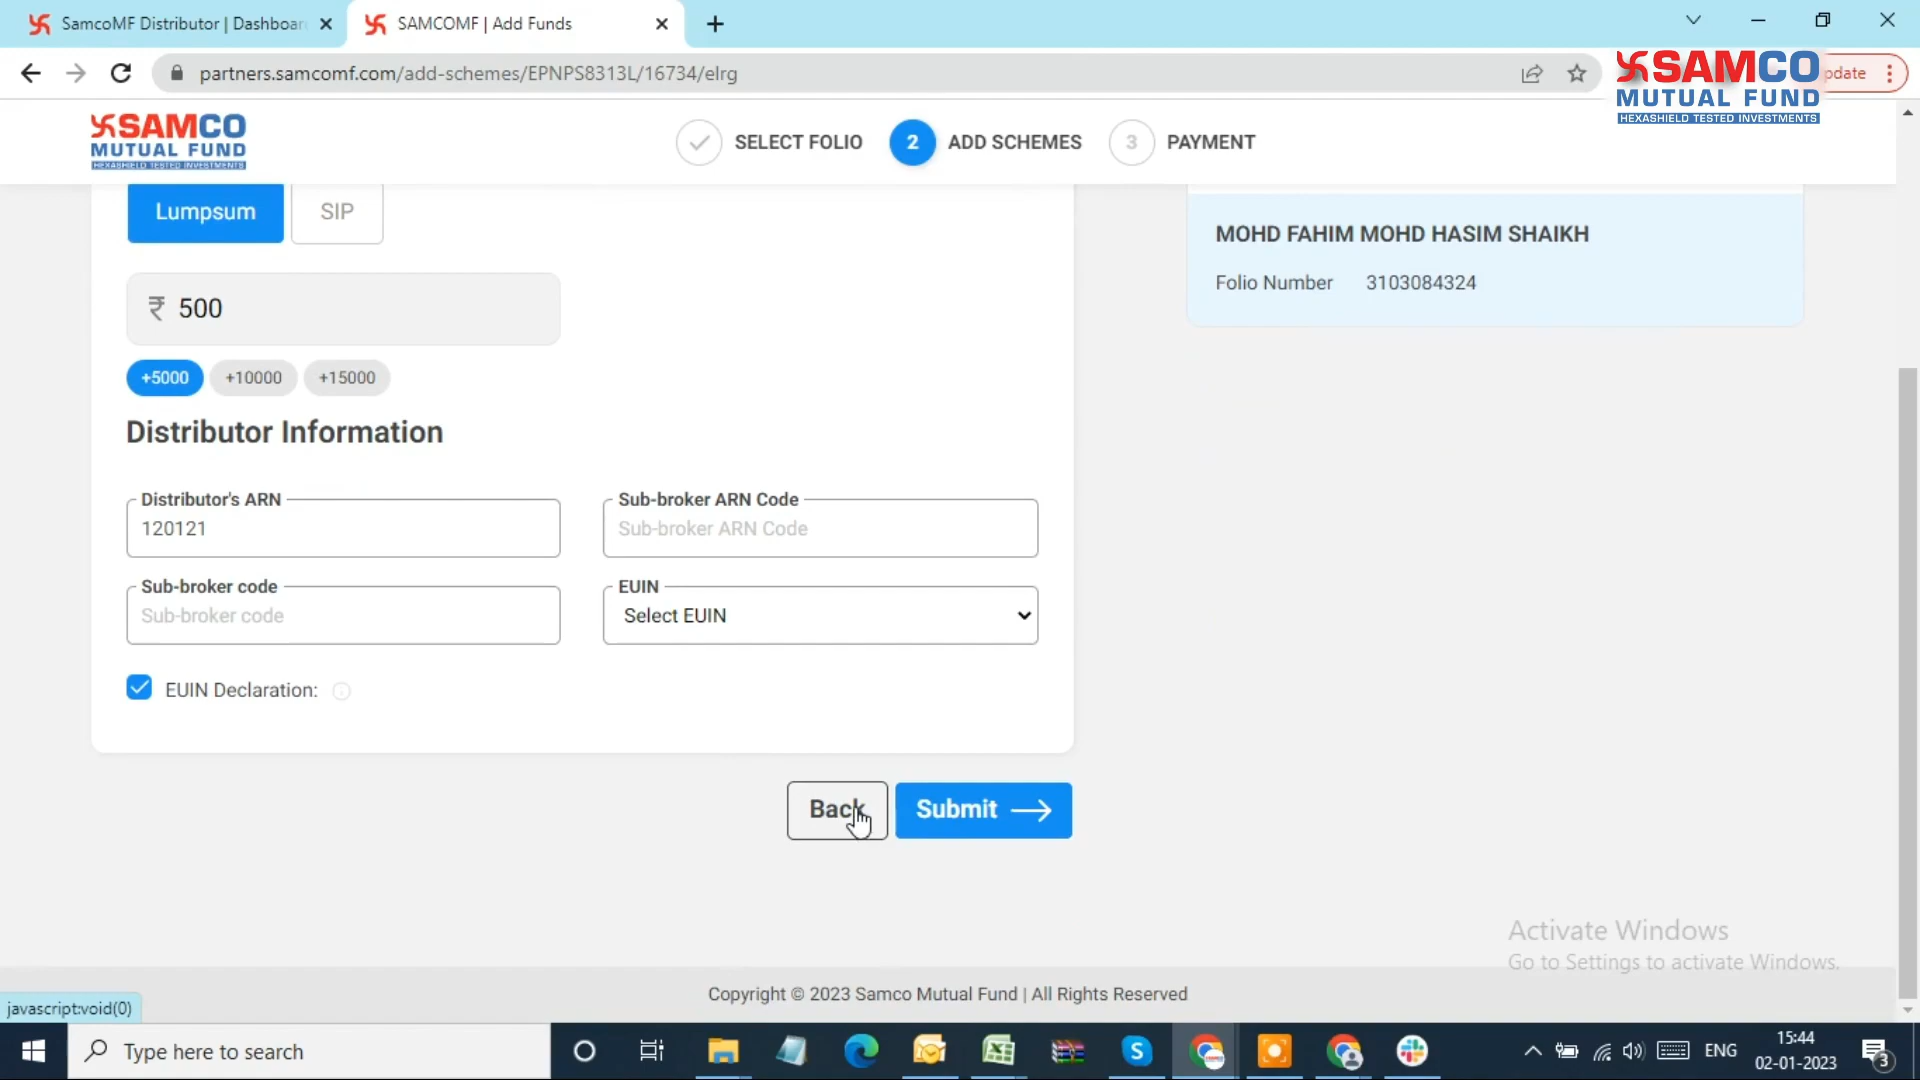 SamcoMF Distributor | Dashboar
SAMCOMF | Add Funds
partners.samcomf.com/add-schemes/EPNPS8313L/16734/elrg
pdate
SAMCO
MUTUAL FUND
HEXASHIELD TESTED INVESTMENTS
SAMCO
MUTUAL FUND
HEXASHIELD TESTED INVESTMENTS
SELECT FOLIO
2 ADD SCHEMES
3 PAYMENT
Lumpsum
SIP
MOHD FAHIM MOHD HASIM SHAIKH
Folio Number 3103084324
₹ 500
+5000 +10000 +15000
Distributor Information
Distributor's ARN
120121
Sub-broker ARN Code
Sub-broker ARN Code
Sub-broker code
Sub-broker code
EUIN
Select EUIN
EUIN Declaration:
Back
Submit
Activate Windows
Go to Settings to activate Windows.
Copyright © 2023 Samco Mutual Fund | All Rights Reserved
javascript:void(0)
Type here to search
ENG
15:44
02-01-2023
3